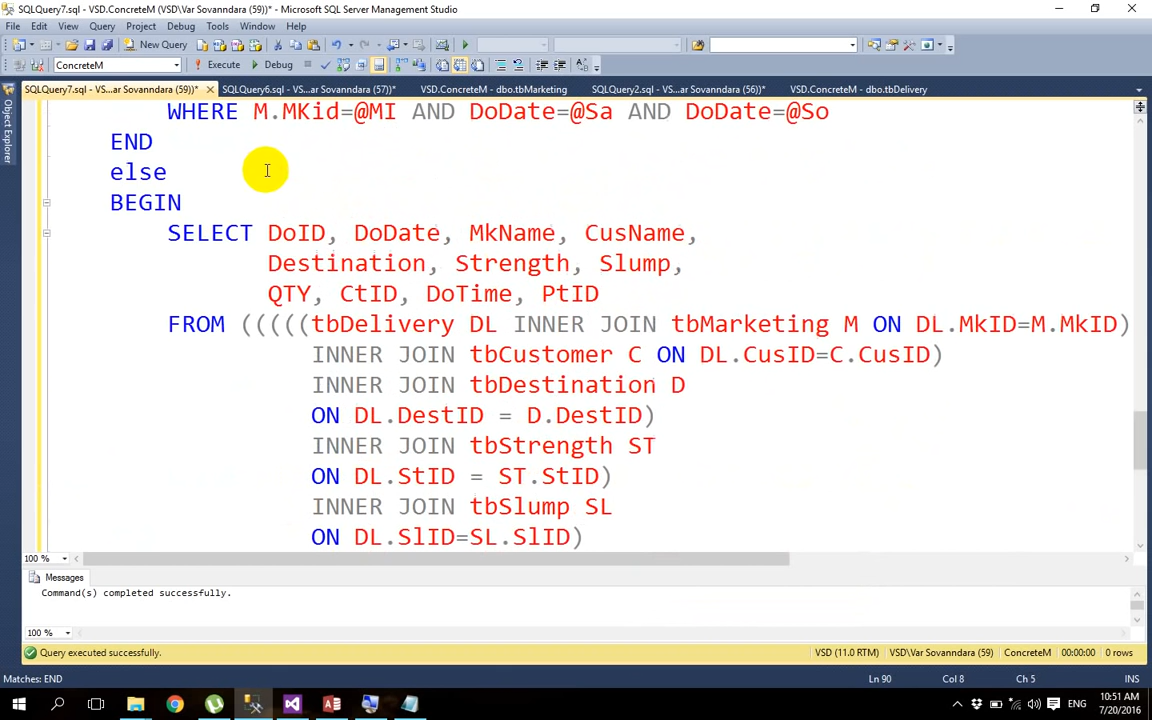 SQLQuery7.sql - VSD.ConcreteM (VSD\Var Sovanndara (59))* - Microsoft SQL Server Management Studio
File Edit View Query Project Debug Tools Window Help
New Query
ConcreteM Execute Debug
SQLQuery7.sql - VS...ar Sovanndara (59))* SQLQuery6.sql - VS...ar Sovanndara (57))* VSD.ConcreteM - dbo.tbMarketing SQLQuery2.sql - VS...ar Sovanndara (56))* VSD.ConcreteM - dbo.tbDelivery
Object Explorer
WHERE M.MKid=@MI AND DoDate=@Sa AND DoDate=@So
END
else
BEGIN
SELECT DoID, DoDate, MkName, CusName,
Destination, Strength, Slump,
QTY, CtID, DoTime, PtID
FROM (((((tbDelivery DL INNER JOIN tbMarketing M ON DL.MkID=M.MkID)
INNER JOIN tbCustomer C ON DL.CusID=C.CusID)
INNER JOIN tbDestination D
ON DL.DestID = D.DestID)
INNER JOIN tbStrength ST
ON DL.StID = ST.StID)
INNER JOIN tbSlump SL
ON DL.SlID=SL.SlID)
100 %
Messages
Command(s) completed successfully.
100 %
Query executed successfully. VSD (11.0 RTM) VSD\Var Sovanndara (59) ConcreteM 00:00:00 0 rows
Matches: END Ln 90 Col 8 Ch 5 INS
ENG 10:51 AM
7/20/2016